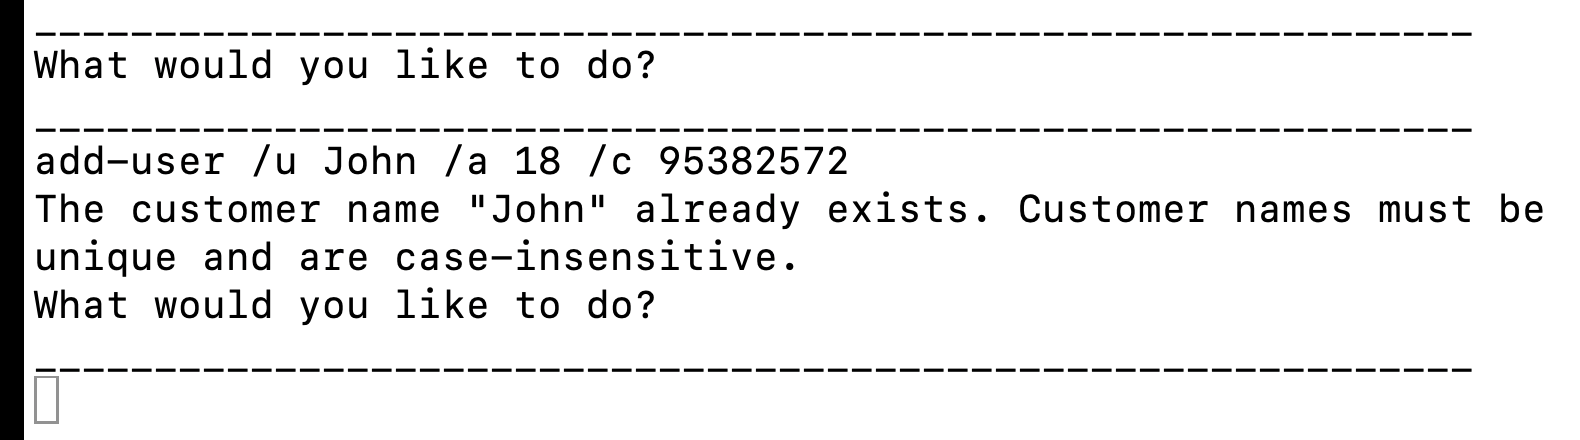 ____________________________________________________________
What would you like to do?
____________________________________________________________
add-user /u John /a 18 /c 95382572
The customer name "John" already exists. Customer names must be
unique and are case-insensitive.
What would you like to do?
____________________________________________________________